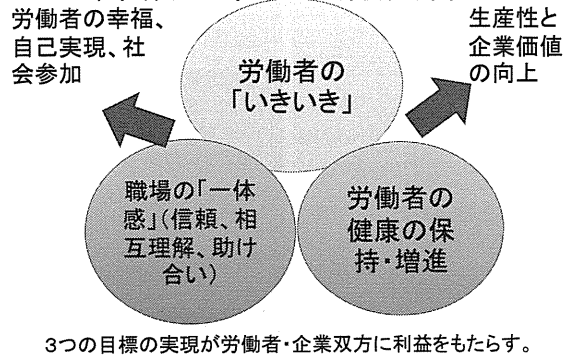 労働者の幸福、
自己実現、社
会参加
生産性と
企業価値
の向上
労働者の
「いきいき」
職場の「一体
感」(信頼、相
互理解、助け
合い)
労働者の
健康の保
持・増進
3つの目標の実現が労働者・企業双方に利益をもたらす。